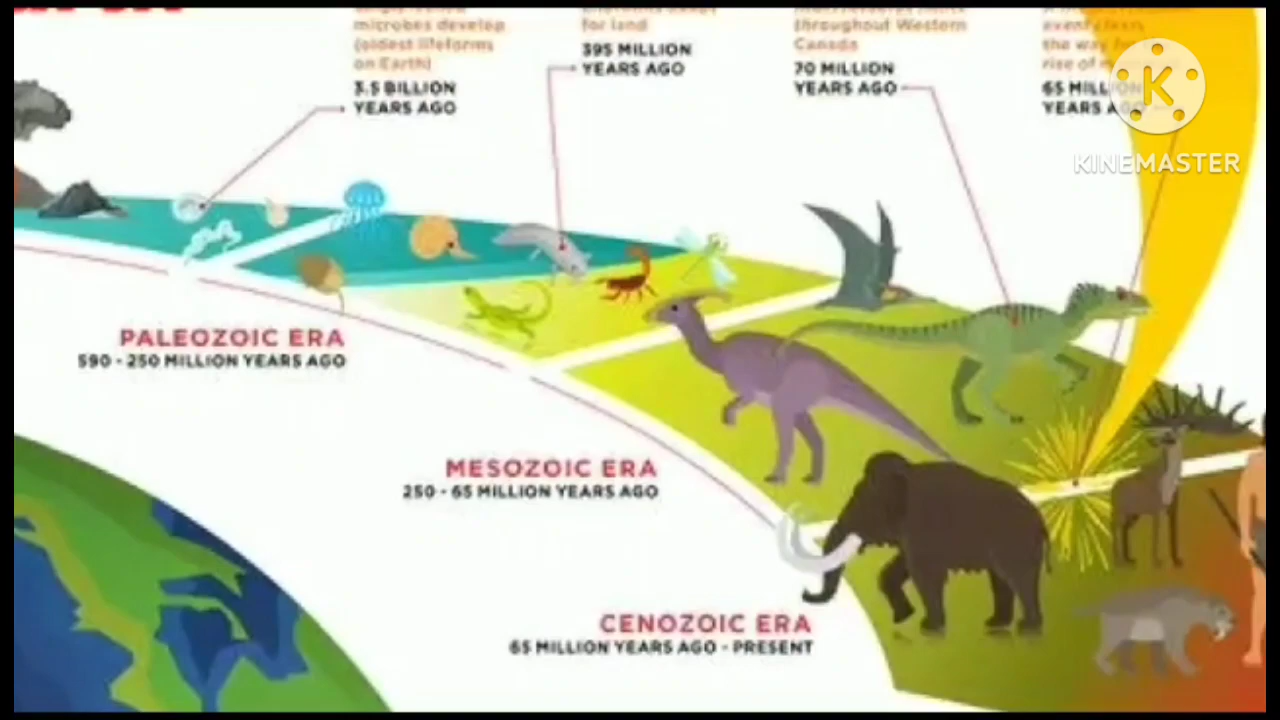 microbes develop
(oldest lifeforms
on Earth)
3.5 BILLION
YEARS AGO
for land
395 MILLION
YEARS AGO
throughout Western
Canada
70 MILLION
YEARS AGO
the way
rise of
65 MILLION
YEARS AGO
K
KINEMASTER
PALEOZOIC ERA
590 - 250 MILLION YEARS AGO
MESOZOIC ERA
250 - 65 MILLION YEARS AGO
CENOZOIC ERA
65 MILLION YEARS AGO - PRESENT